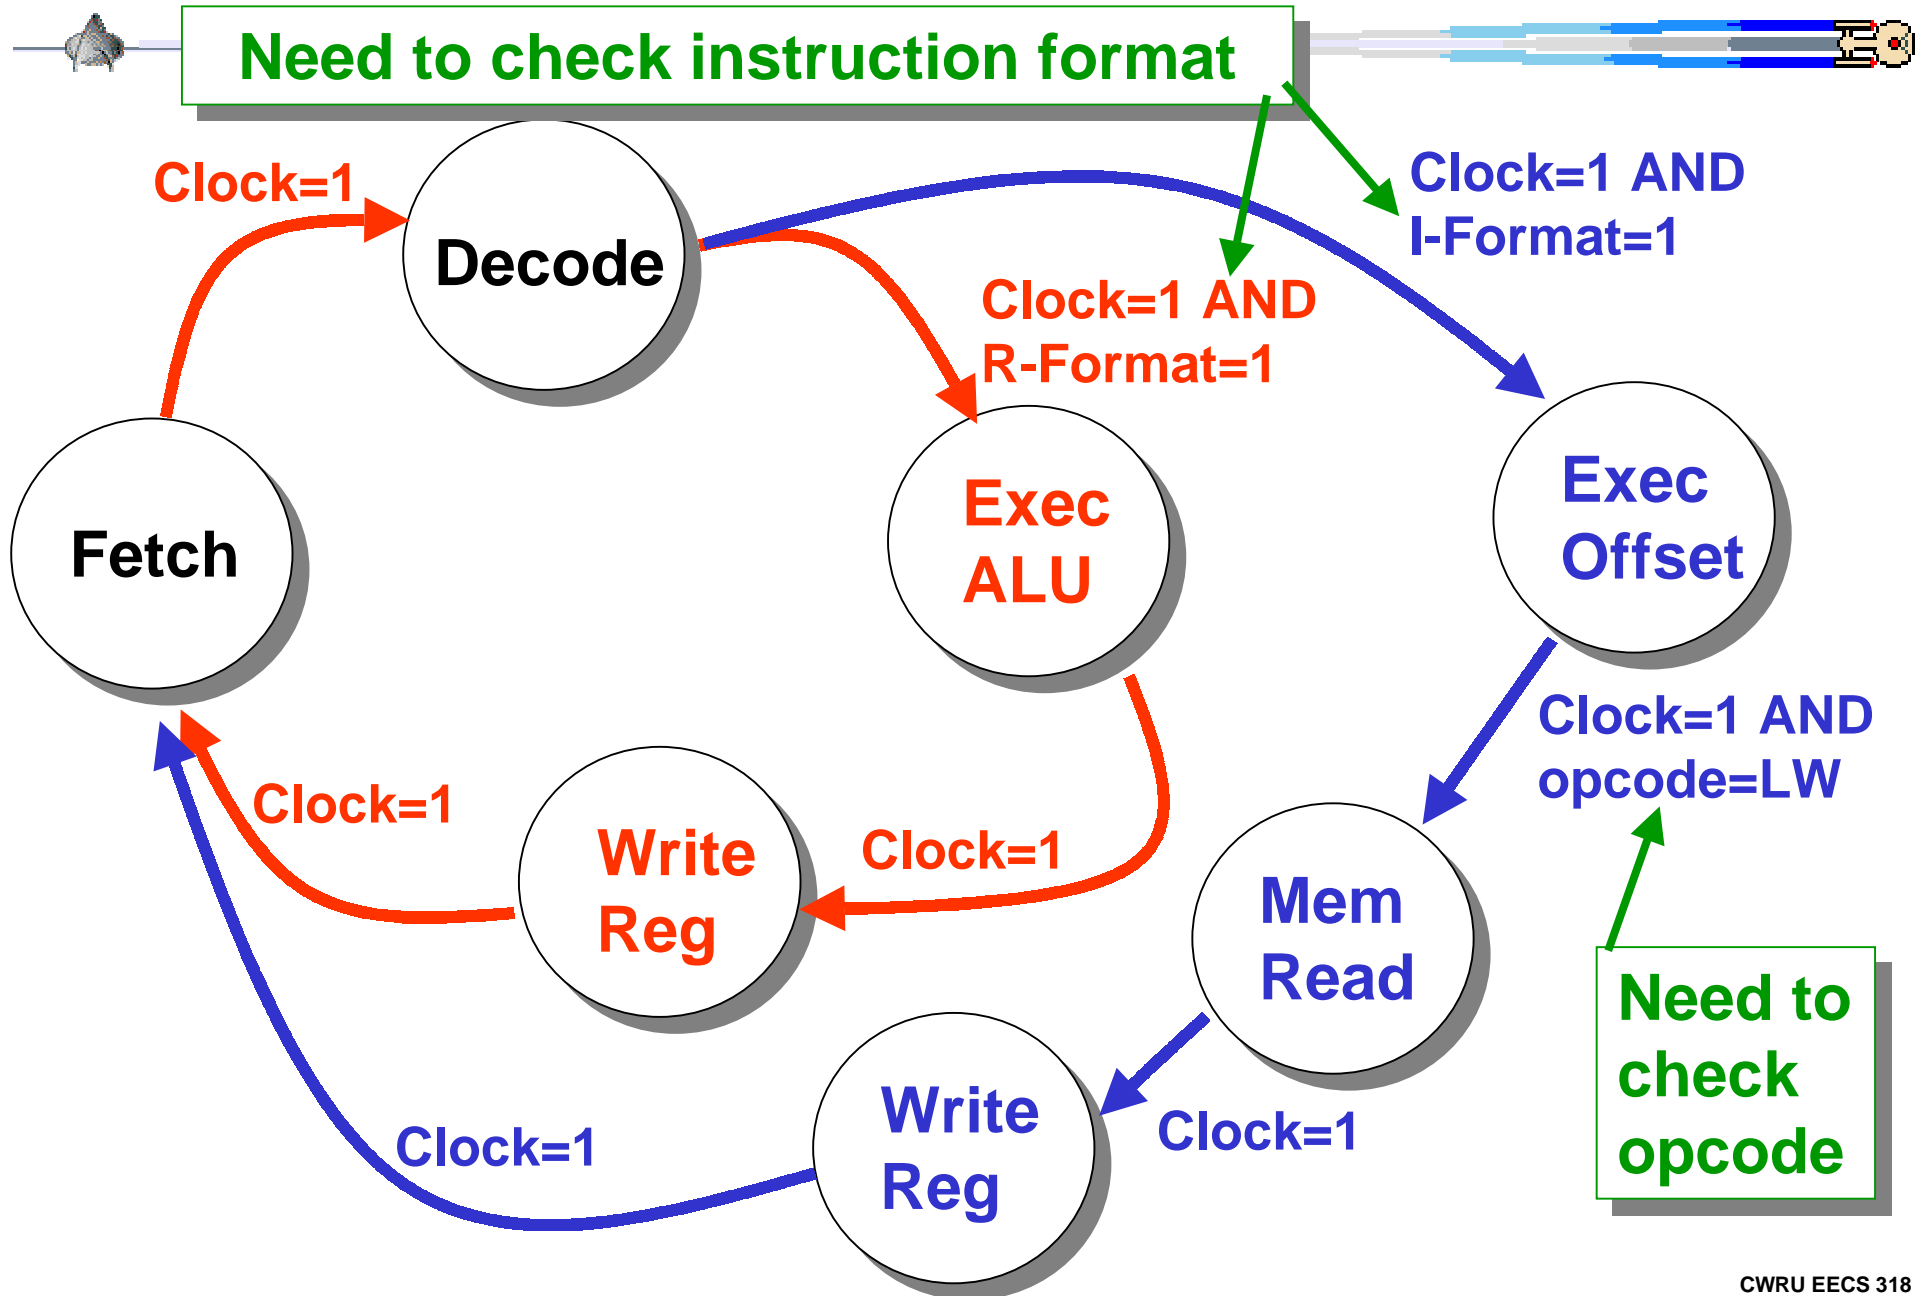 Need to check instruction format
Clock=1
Clock=1 AND
I-Format=1
Decode
Clock=1 AND
R-Format=1
Exec
ALU
Exec
Offset
Fetch
Clock=1 AND
opcode=LW
Clock=1
Write
Reg
Clock=1
Mem
Read
Need to
check
opcode
Write
Reg
Clock=1
Clock=1
CWRU EECS 318